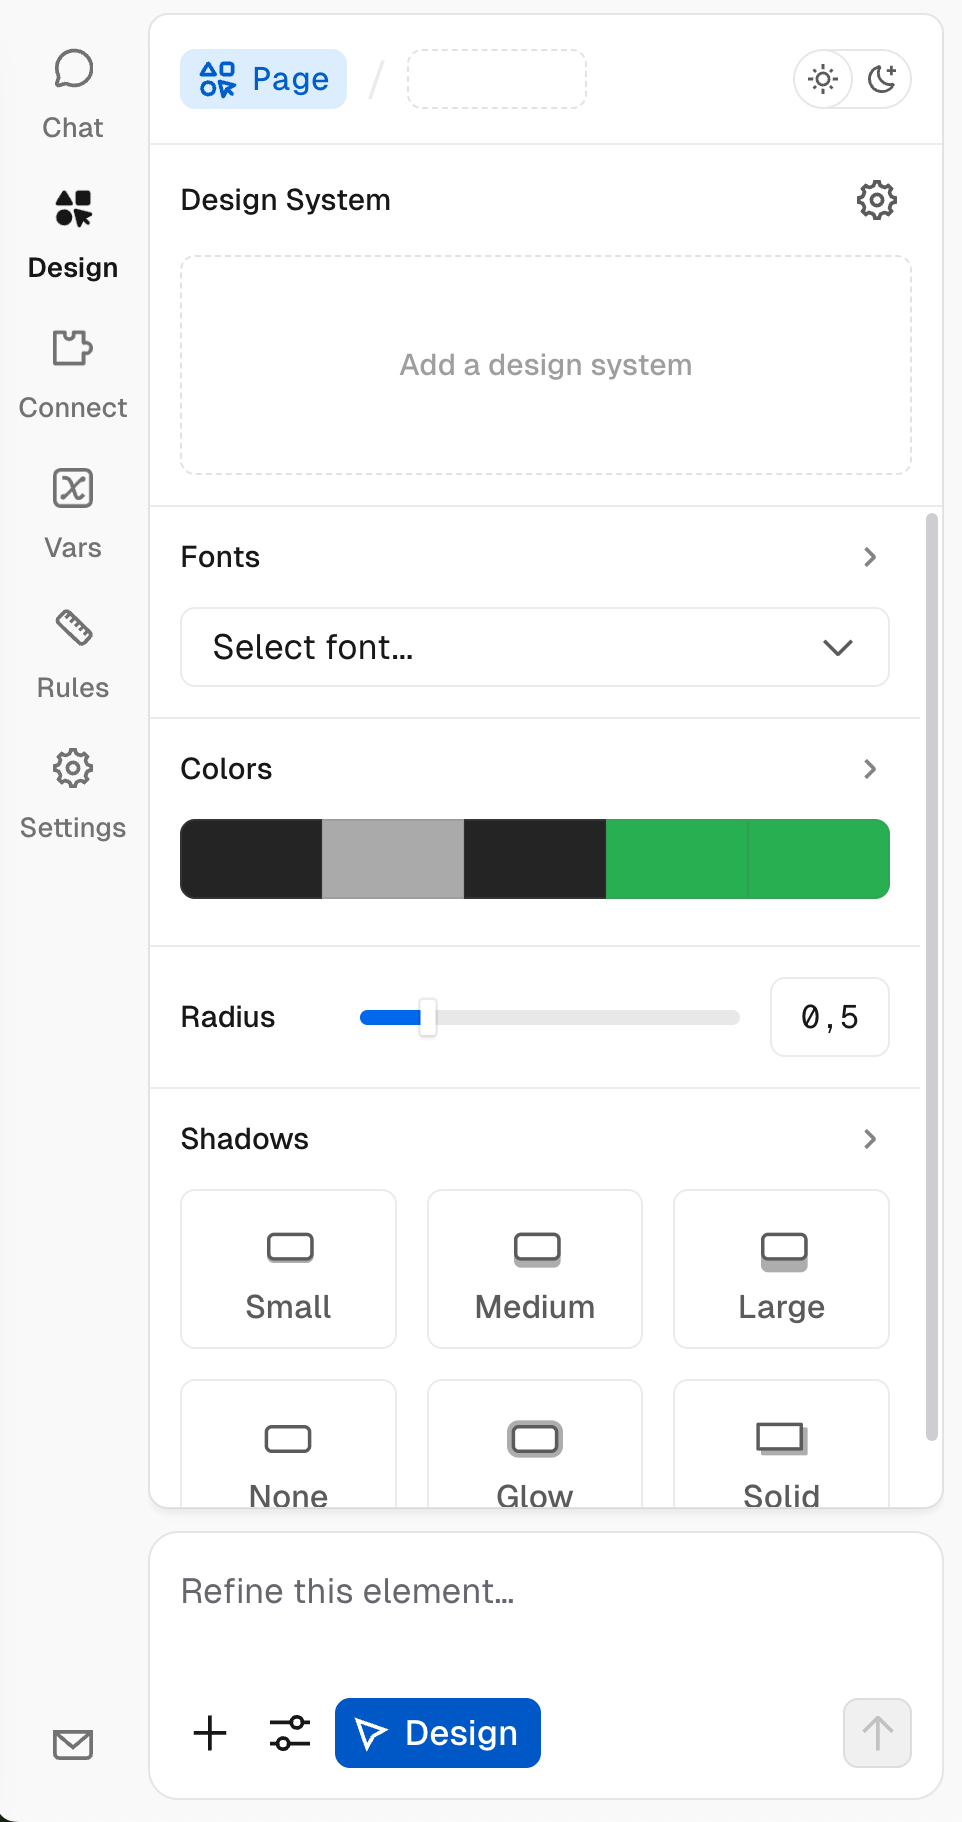 Chat
Design
Connect
Vars
Rules
Settings
Page /
Design System
Add a design system
Fonts
Select font...
Colors
Radius 0,5
Shadows
Small Medium Large
None Glow Solid
Refine this element...
Design